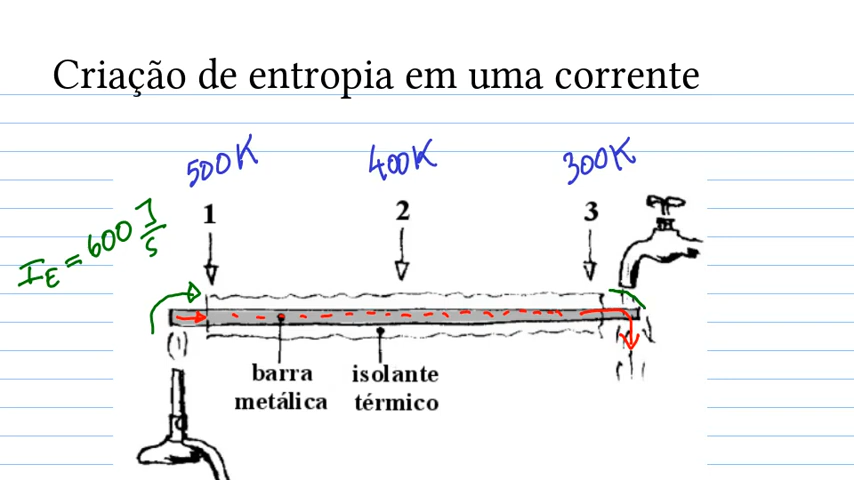 Criação de entropia em uma corrente
500K 400K 300K
1 2 3
I_E = 600 J/s
barra metálica
isolante térmico